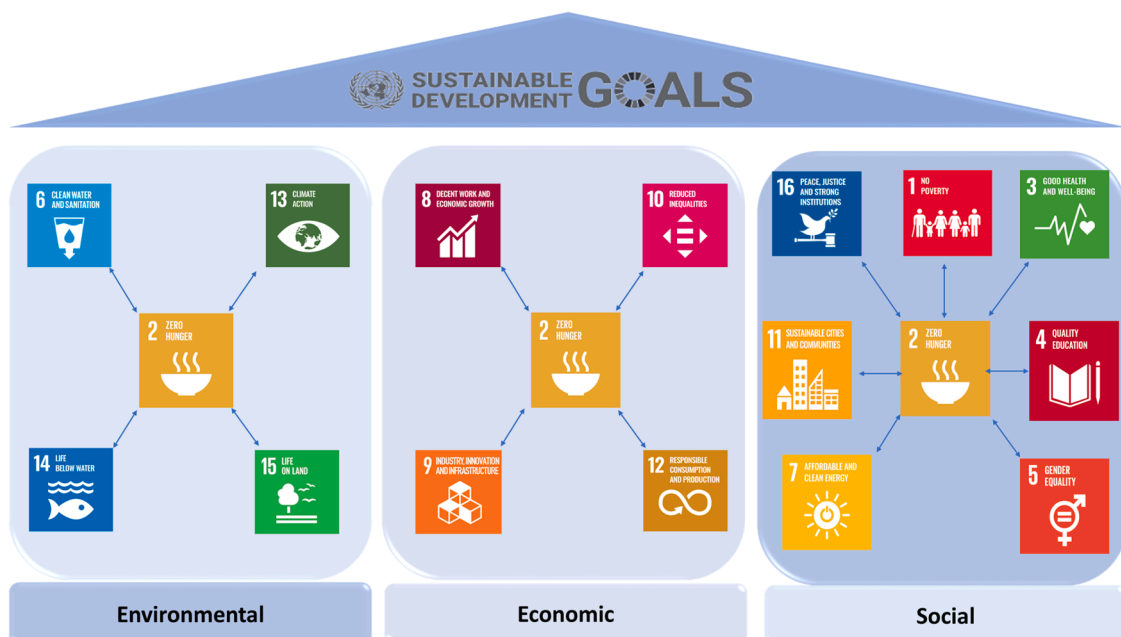 SUSTAINABLE
DEVELOPMENT
GOALS
6 CLEAN WATER
AND SANITATION
13 CLIMATE
ACTION
2 ZERO
HUNGER
14 LIFE
BELOW WATER
15 LIFE
ON LAND
Environmental
8 DECENT WORK AND
ECONOMIC GROWTH
10 REDUCED
INEQUALITIES
2 ZERO
HUNGER
9 INDUSTRY, INNOVATION
AND INFRASTRUCTURE
12 RESPONSIBLE
CONSUMPTION
AND PRODUCTION
Economic
16 PEACE, JUSTICE
AND STRONG
INSTITUTIONS
1 NO
POVERTY
3 GOOD HEALTH
AND WELL-BEING
11 SUSTAINABLE CITIES
AND COMMUNITIES
2 ZERO
HUNGER
4 QUALITY
EDUCATION
7 AFFORDABLE AND
CLEAN ENERGY
5 GENDER
EQUALITY
Social